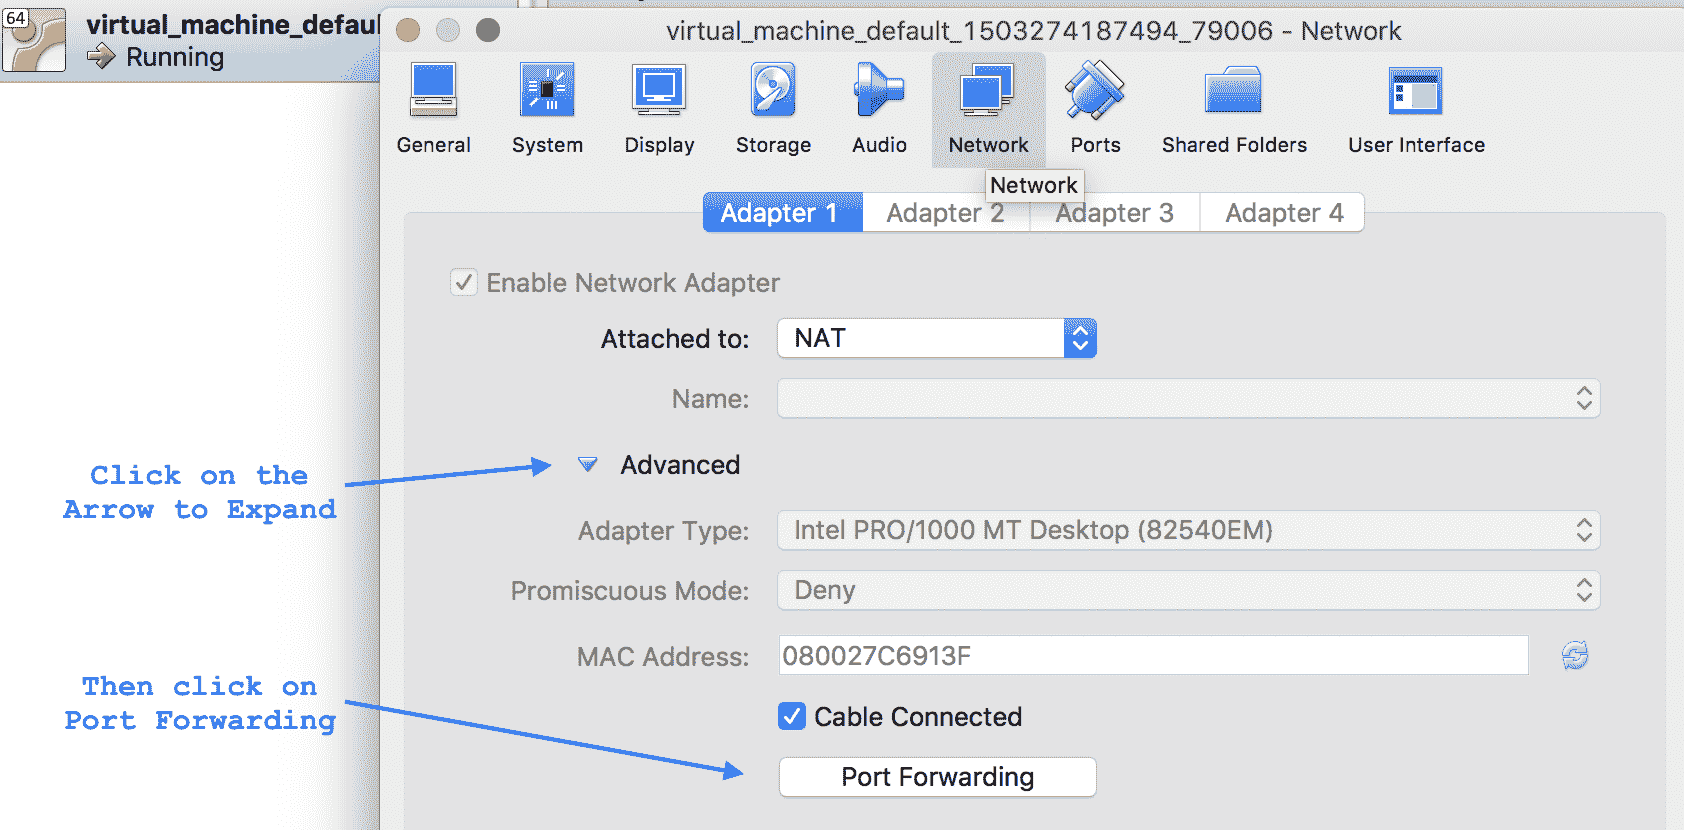 64
virtual_machine_defaul
Running
virtual_machine_default_1503274187494_79006 - Network
General
System
Display
Storage
Audio
Network
Ports
Shared Folders
User Interface
Network
Adapter 1
Adapter 2
Adapter 3
Adapter 4
Enable Network Adapter
Attached to: NAT
Name:
Click on the
Arrow to Expand
Advanced
Adapter Type: Intel PRO/1000 MT Desktop (82540EM)
Promiscuous Mode: Deny
MAC Address: 080027C6913F
Then click on
Port Forwarding
Cable Connected
Port Forwarding